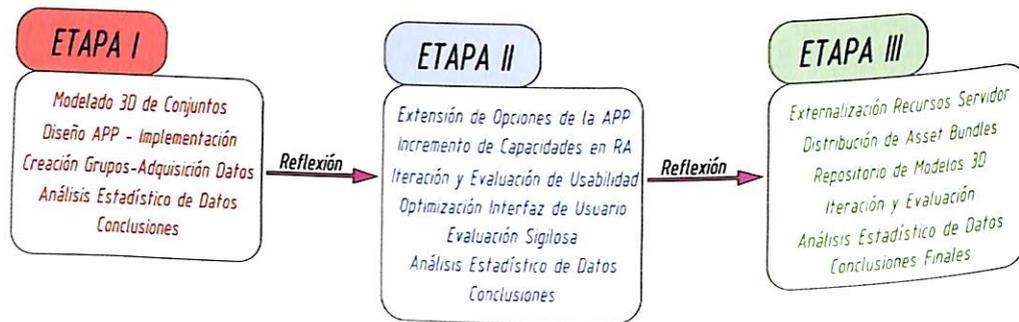 ETAPA I
Modelado 3D de Conjuntos
Diseño APP - Implementación
Creación Grupos-Adquisición Datos
Análisis Estadístico de Datos
Conclusiones
Reflexión
ETAPA II
Extensión de Opciones de la APP
Incremento de Capacidades en RA
Iteración y Evaluación de Usabilidad
Optimización Interfaz de Usuario
Evaluación Sigilosa
Análisis Estadístico de Datos
Conclusiones
Reflexión
ETAPA III
Externalización Recursos Servidor
Distribución de Asset Bundles
Repositorio de Modelos 3D
Iteración y Evaluación
Análisis Estadístico de Datos
Conclusiones Finales